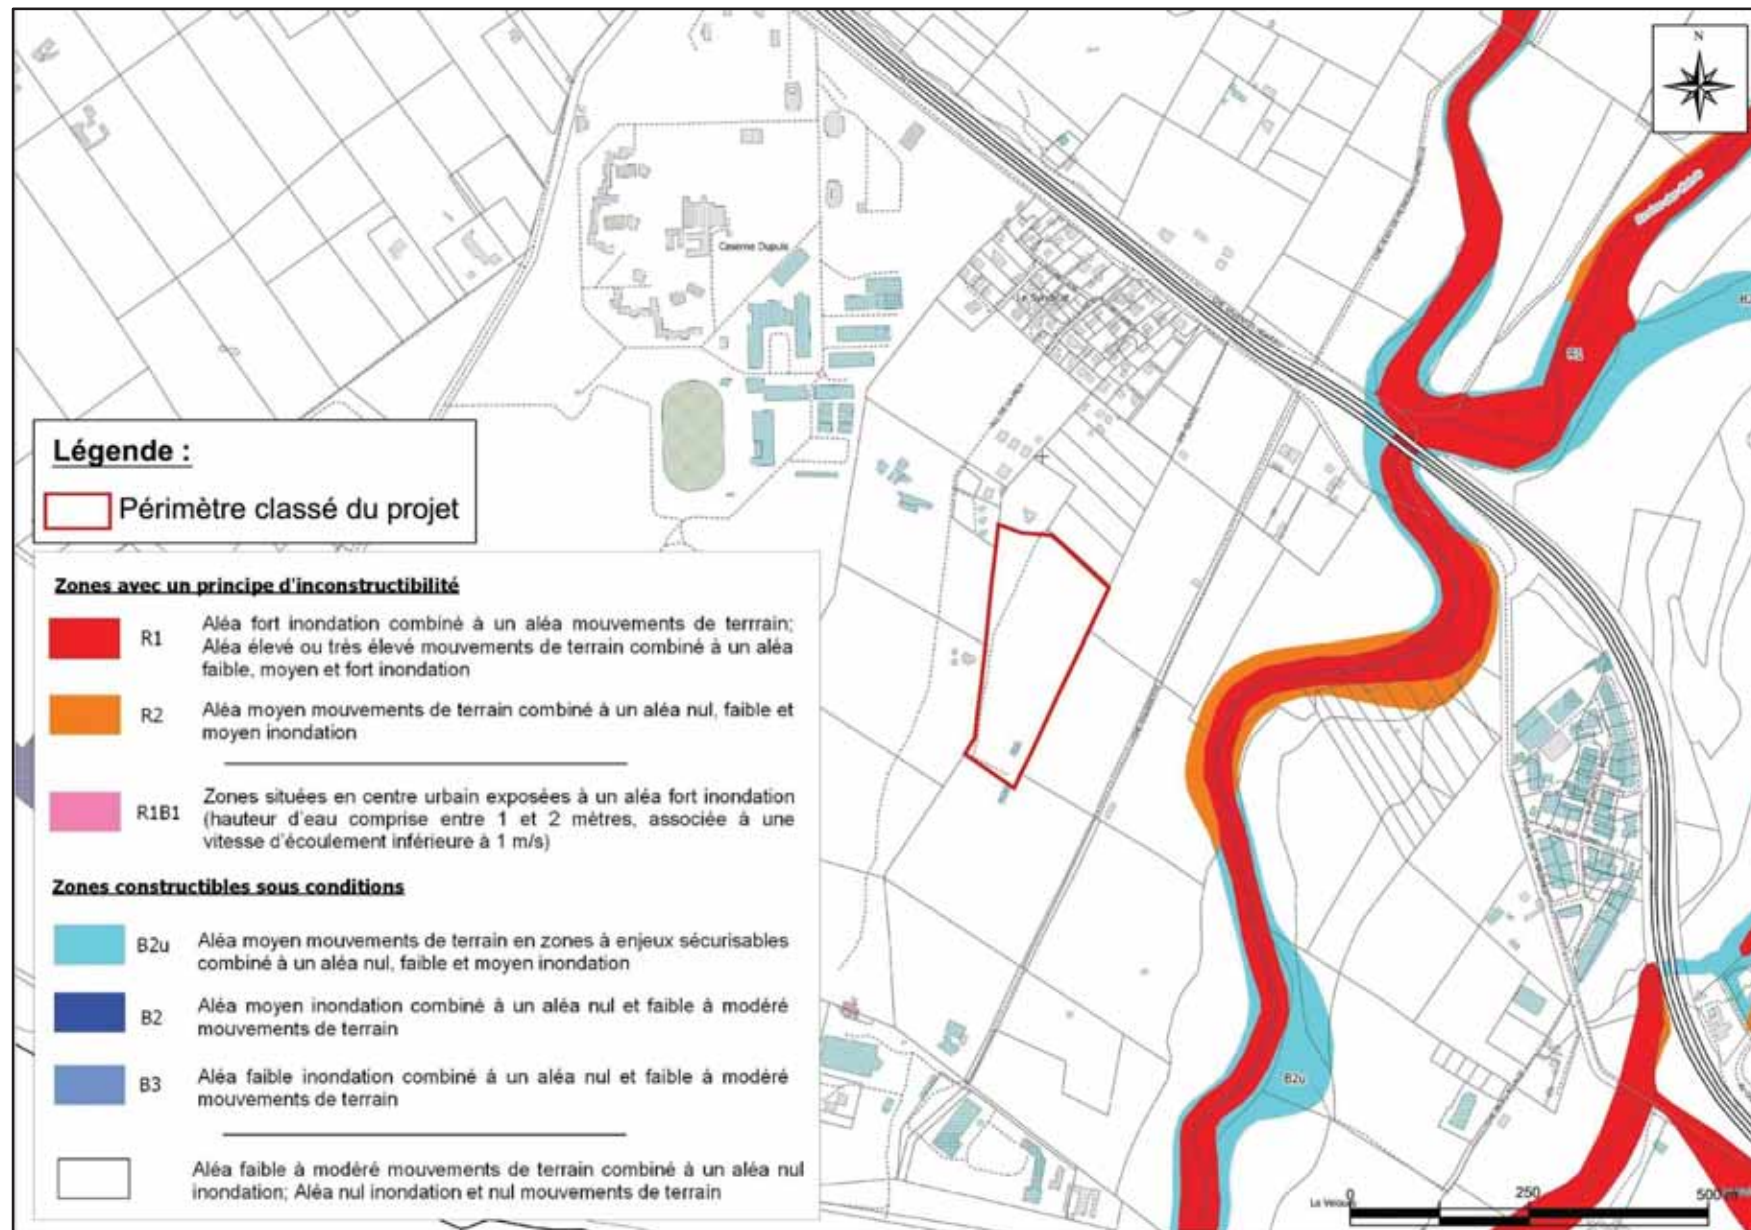 N
Caserne Dupuis
Le Syndicat
R1
B2
Légende :
Périmètre classé du projet
Zones avec un principe d'inconstructibilité
R1
Aléa fort inondation combiné à un aléa mouvements de terrrain;
Aléa élevé ou très élevé mouvements de terrain combiné à un aléa
faible, moyen et fort inondation
R2
Aléa moyen mouvements de terrain combiné à un aléa nul, faible et
moyen inondation
R1B1
Zones situées en centre urbain exposées à un aléa fort inondation
(hauteur d'eau comprise entre 1 et 2 mètres, associée à une
vitesse d'écoulement inférieure à 1 m/s)
Zones constructibles sous conditions
B2u
Aléa moyen mouvements de terrain en zones à enjeux sécurisables
combiné à un aléa nul, faible et moyen inondation
B2
Aléa moyen inondation combiné à un aléa nul et faible à modéré
mouvements de terrain
B3
Aléa faible inondation combiné à un aléa nul et faible à modéré
mouvements de terrain
Aléa faible à modéré mouvements de terrain combiné à un aléa nul
inondation; Aléa nul inondation et nul mouvements de terrain
B2u
0 250 500 m